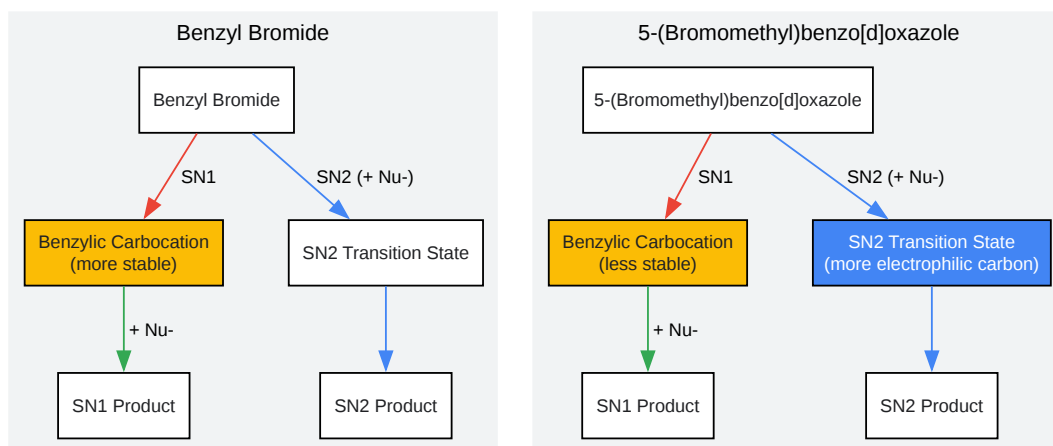 Benzyl Bromide
Benzyl Bromide
SN1
SN2 (+ Nu-)
Benzylic Carbocation
(more stable)
SN2 Transition State
+ Nu-
SN1 Product
SN2 Product
5-(Bromomethyl)benzo[d]oxazole
5-(Bromomethyl)benzo[d]oxazole
SN1
SN2 (+ Nu-)
Benzylic Carbocation
(less stable)
SN2 Transition State
(more electrophilic carbon)
+ Nu-
SN1 Product
SN2 Product